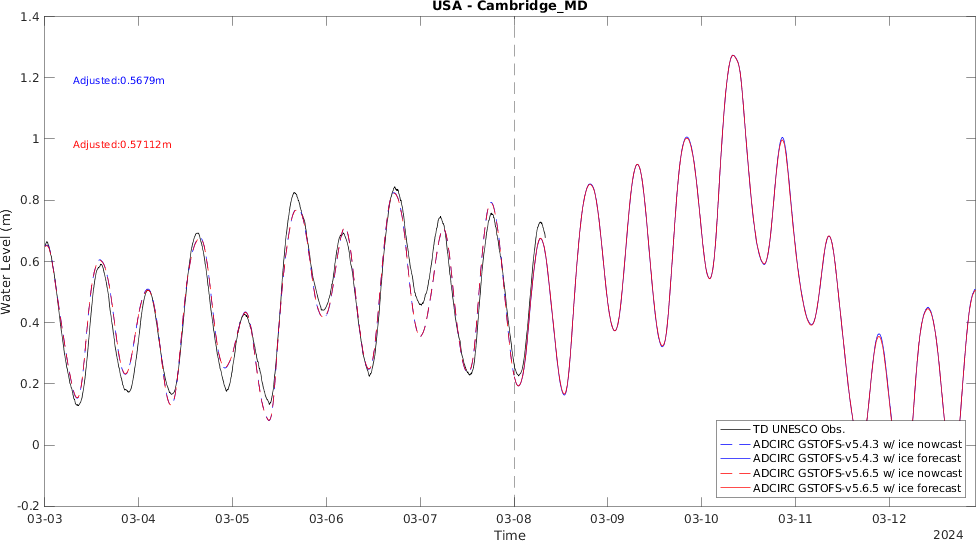 USA - Cambridge_MD
1.4
1.2
1
0.8
0.6
0.4
0.2
0
-0.2
Water Level (m)
Adjusted:0.5679m
Adjusted:0.57112m
TD UNESCO Obs.
ADCIRC GSTOFS-v5.4.3 w/ ice nowcast
ADCIRC GSTOFS-v5.4.3 w/ ice forecast
ADCIRC GSTOFS-v5.6.5 w/ ice nowcast
ADCIRC GSTOFS-v5.6.5 w/ ice forecast
03-03 03-04 03-05 03-06 03-07 03-08 03-09 03-10 03-11 03-12
Time
2024